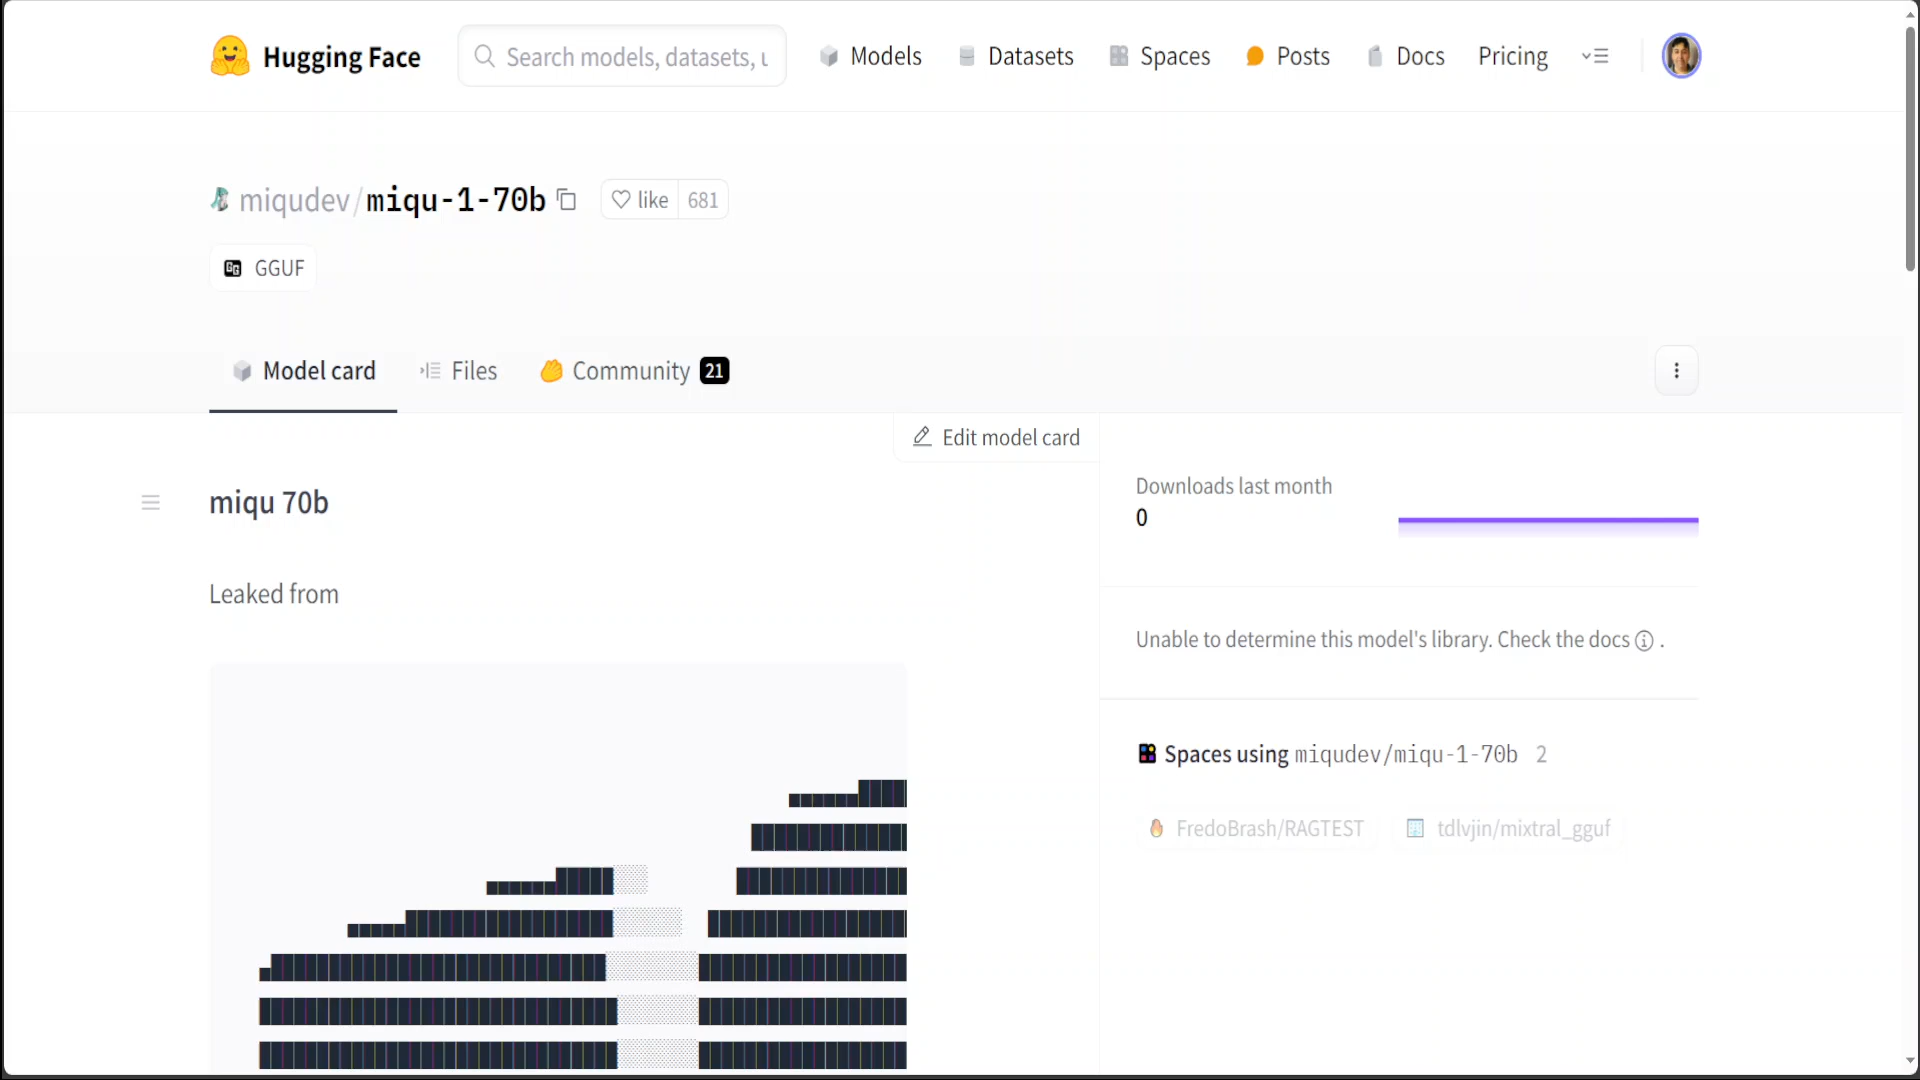 Hugging Face
Search models, datasets, u
Models
Datasets
Spaces
Posts
Docs
Pricing
miqudev/miqu-1-70b
like 681
GGUF
Model card
Files
Community 21
Edit model card
miqu 70b
Leaked from
Downloads last month
0
Unable to determine this model's library. Check the docs .
Spaces using miqudev/miqu-1-70b 2
FredoBrash/RAGTEST
tdlvjin/mixtral_gguf